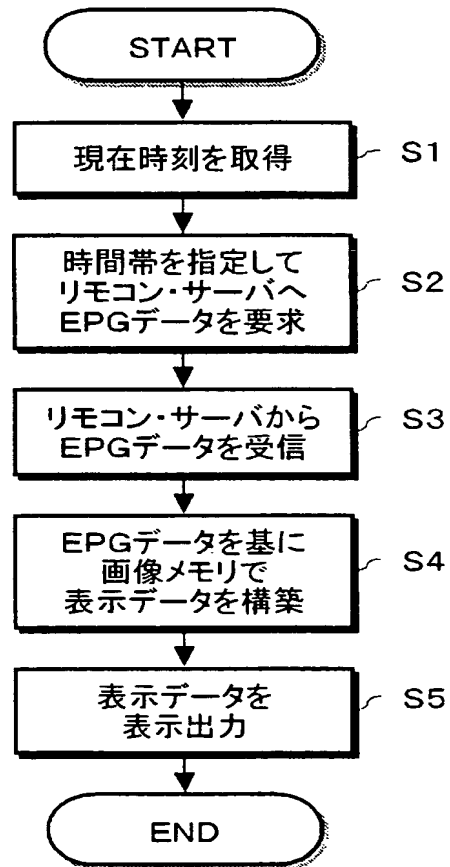 START
現在時刻を取得
S1
時間帯を指定して
リモコン・サーバへ
EPGデータを要求
S2
リモコン・サーバから
EPGデータを受信
S3
EPGデータを基に
画像メモリで
表示データを構築
S4
表示データを
表示出力
S5
END